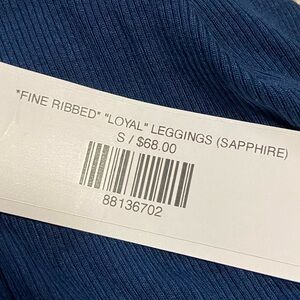 "FINE RIBBED" "LOYAL" LEGGINGS (SAPPHIRE)
S / $68.00
88136702